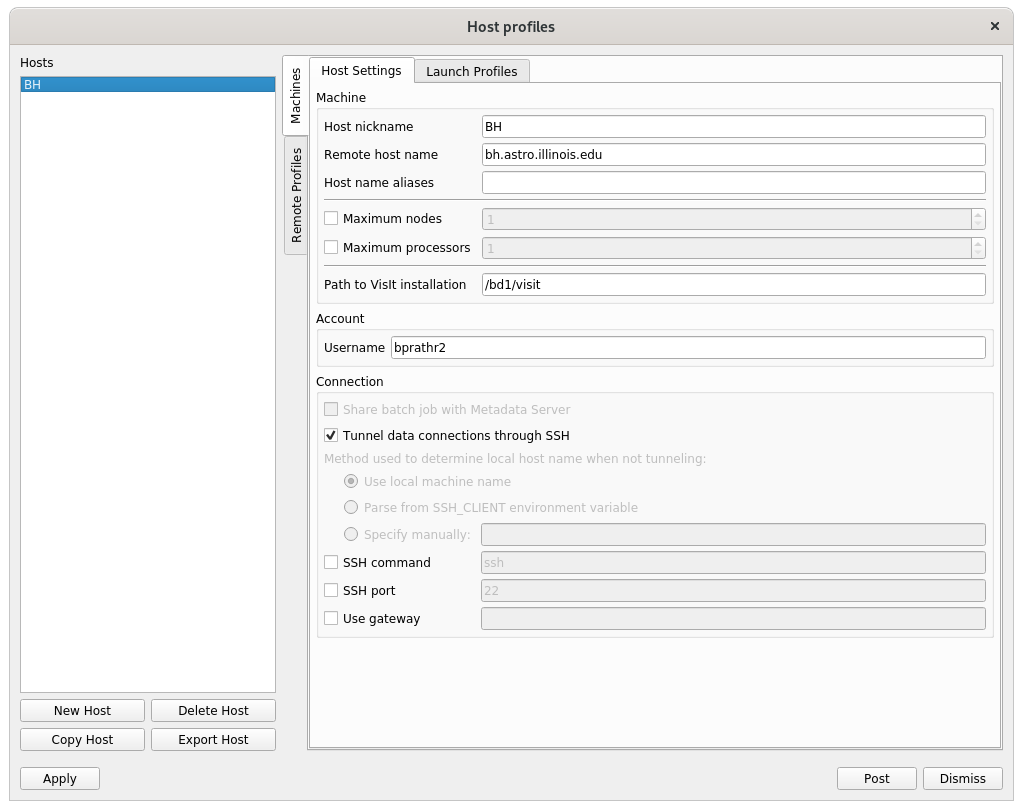 Host profiles
Hosts
BH
Machines
Remote Profiles
Host Settings
Launch Profiles
Machine
Host nickname BH
Remote host name bh.astro.illinois.edu
Host name aliases
Maximum nodes 1
Maximum processors 1
Path to VisIt installation /bd1/visit
Account
Username bprathr2
Connection
Share batch job with Metadata Server
Tunnel data connections through SSH
Method used to determine local host name when not tunneling:
Use local machine name
Parse from SSH_CLIENT environment variable
Specify manually:
SSH command ssh
SSH port 22
Use gateway
New Host Delete Host
Copy Host Export Host
Apply Post Dismiss